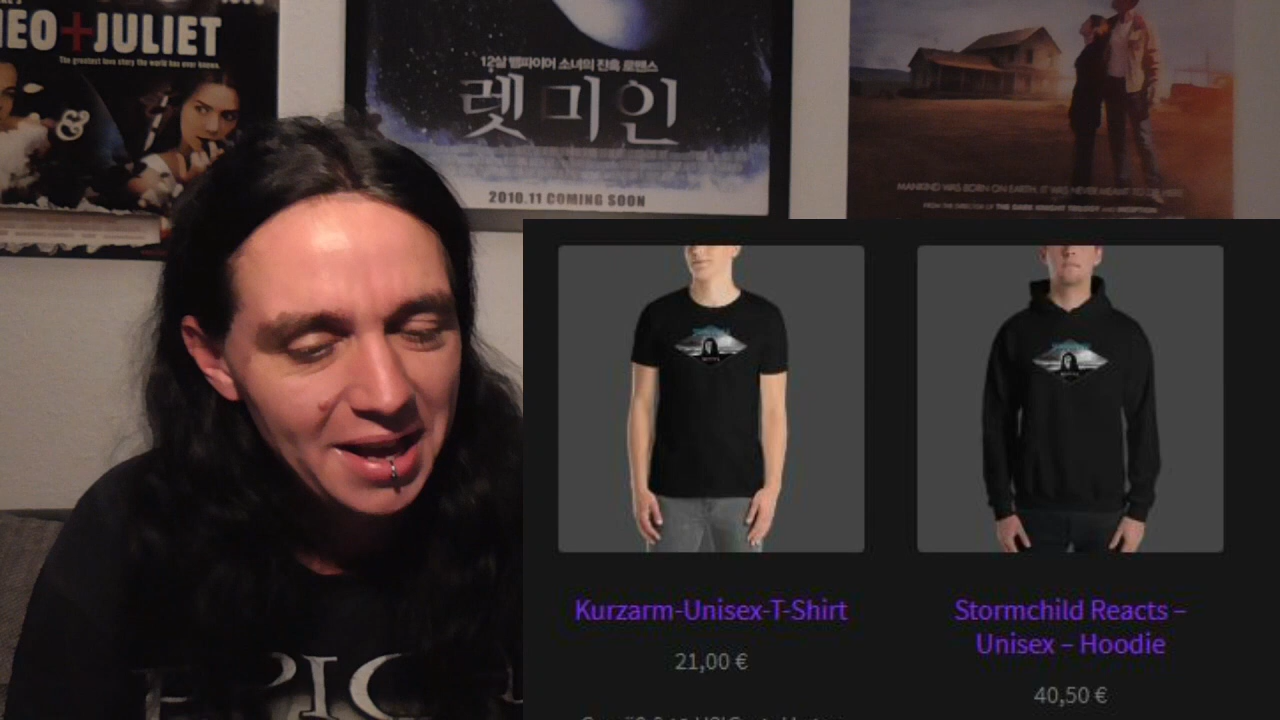 EO+JULIET
The greatest love story the world has ever known.
&
12살 뱀파이어 소녀의 잔혹 로맨스
렛미인
2010.11 COMING SOON
MANKIND WAS BORN ON EARTH. IT WAS NEVER MEANT TO DIE HERE.
FROM THE DIRECTOR OF THE DARK KNIGHT TRILOGY AND INCEPTION
EPIC
Kurzarm-Unisex-T-Shirt
21,00 €
Stormchild Reacts –
Unisex – Hoodie
40,50 €